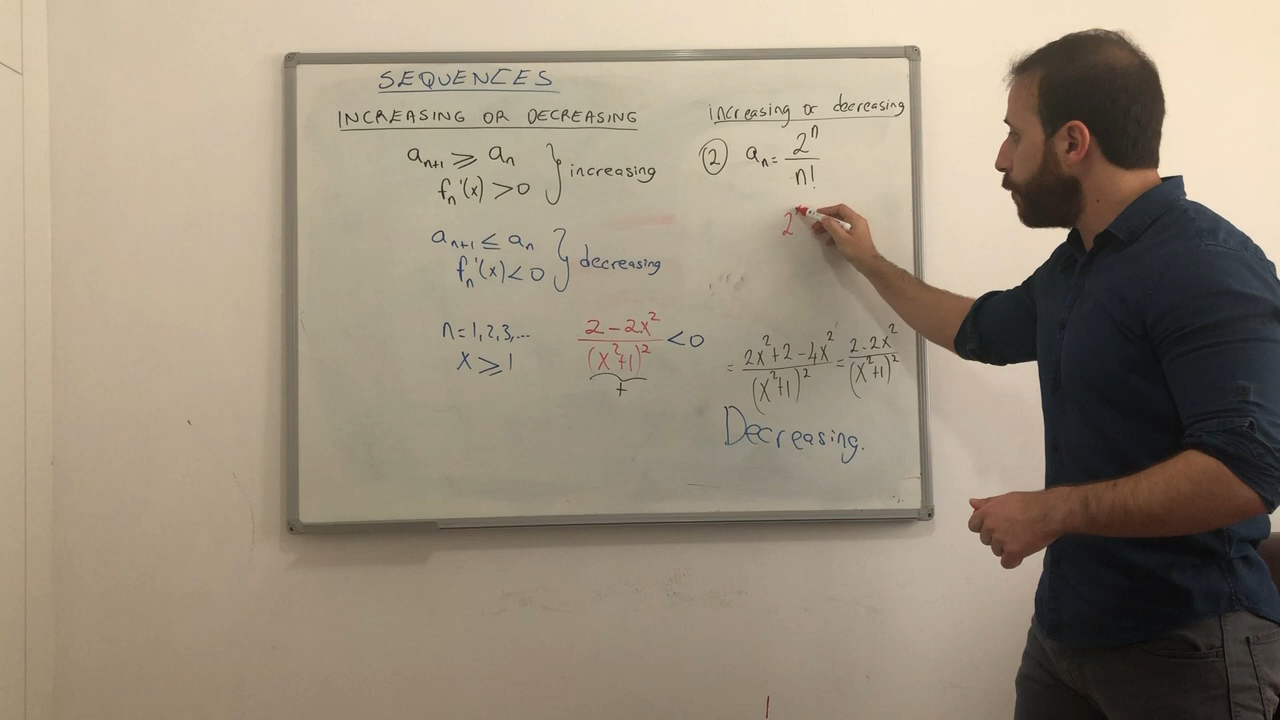 SEQUENCES
INCREASING OR DECREASING
aₙ₊₁ ⩾ aₙ
fₙ'(x) > 0
} increasing
aₙ₊₁ ≤ aₙ
fₙ'(x) < 0
} decreasing
n = 1,2,3,...
x ⩾ 1
(2 - 2x²)/(x²+1)² < 0
+
increasing or decreasing
② aₙ = 2ⁿ/n!
2ˣ
= (2x²+2-4x²)/(x²+1)² = (2-2x²)/(x²+1)²
Decreasing.